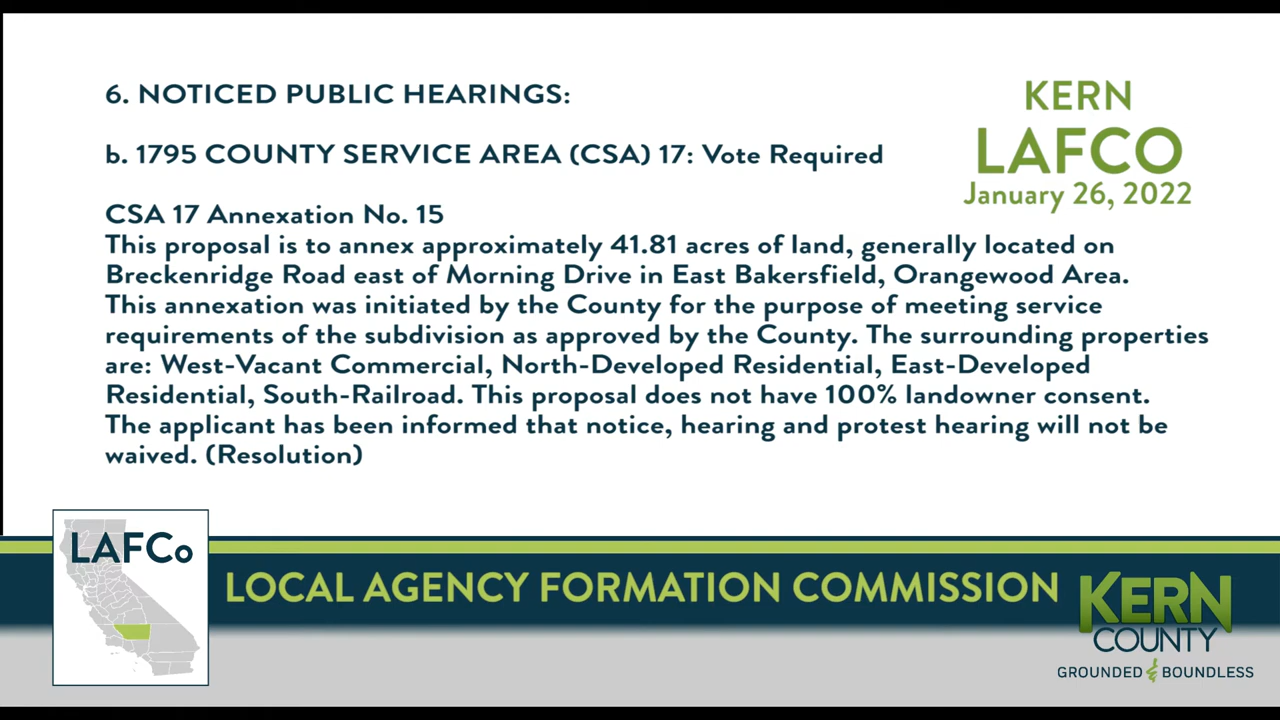 6. NOTICED PUBLIC HEARINGS:
KERN
LAFCO
January 26, 2022
b. 1795 COUNTY SERVICE AREA (CSA) 17: Vote Required
CSA 17 Annexation No. 15
This proposal is to annex approximately 41.81 acres of land, generally located on
Breckenridge Road east of Morning Drive in East Bakersfield, Orangewood Area.
This annexation was initiated by the County for the purpose of meeting service
requirements of the subdivision as approved by the County. The surrounding properties
are: West-Vacant Commercial, North-Developed Residential, East-Developed
Residential, South-Railroad. This proposal does not have 100% landowner consent.
The applicant has been informed that notice, hearing and protest hearing will not be
waived. (Resolution)
LAFCo
LOCAL AGENCY FORMATION COMMISSION
KERN
COUNTY
GROUNDED BOUNDLESS